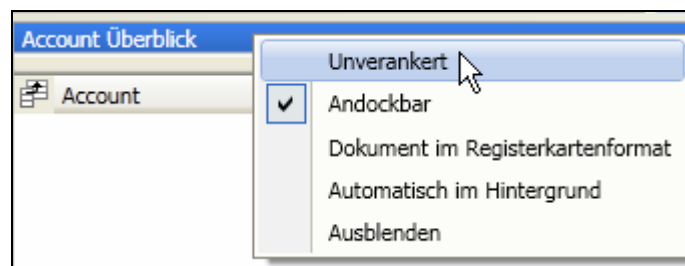 Account Überblick
Unverankert
Account
Andockbar
Dokument im Registerkartenformat
Automatisch im Hintergrund
Ausblenden